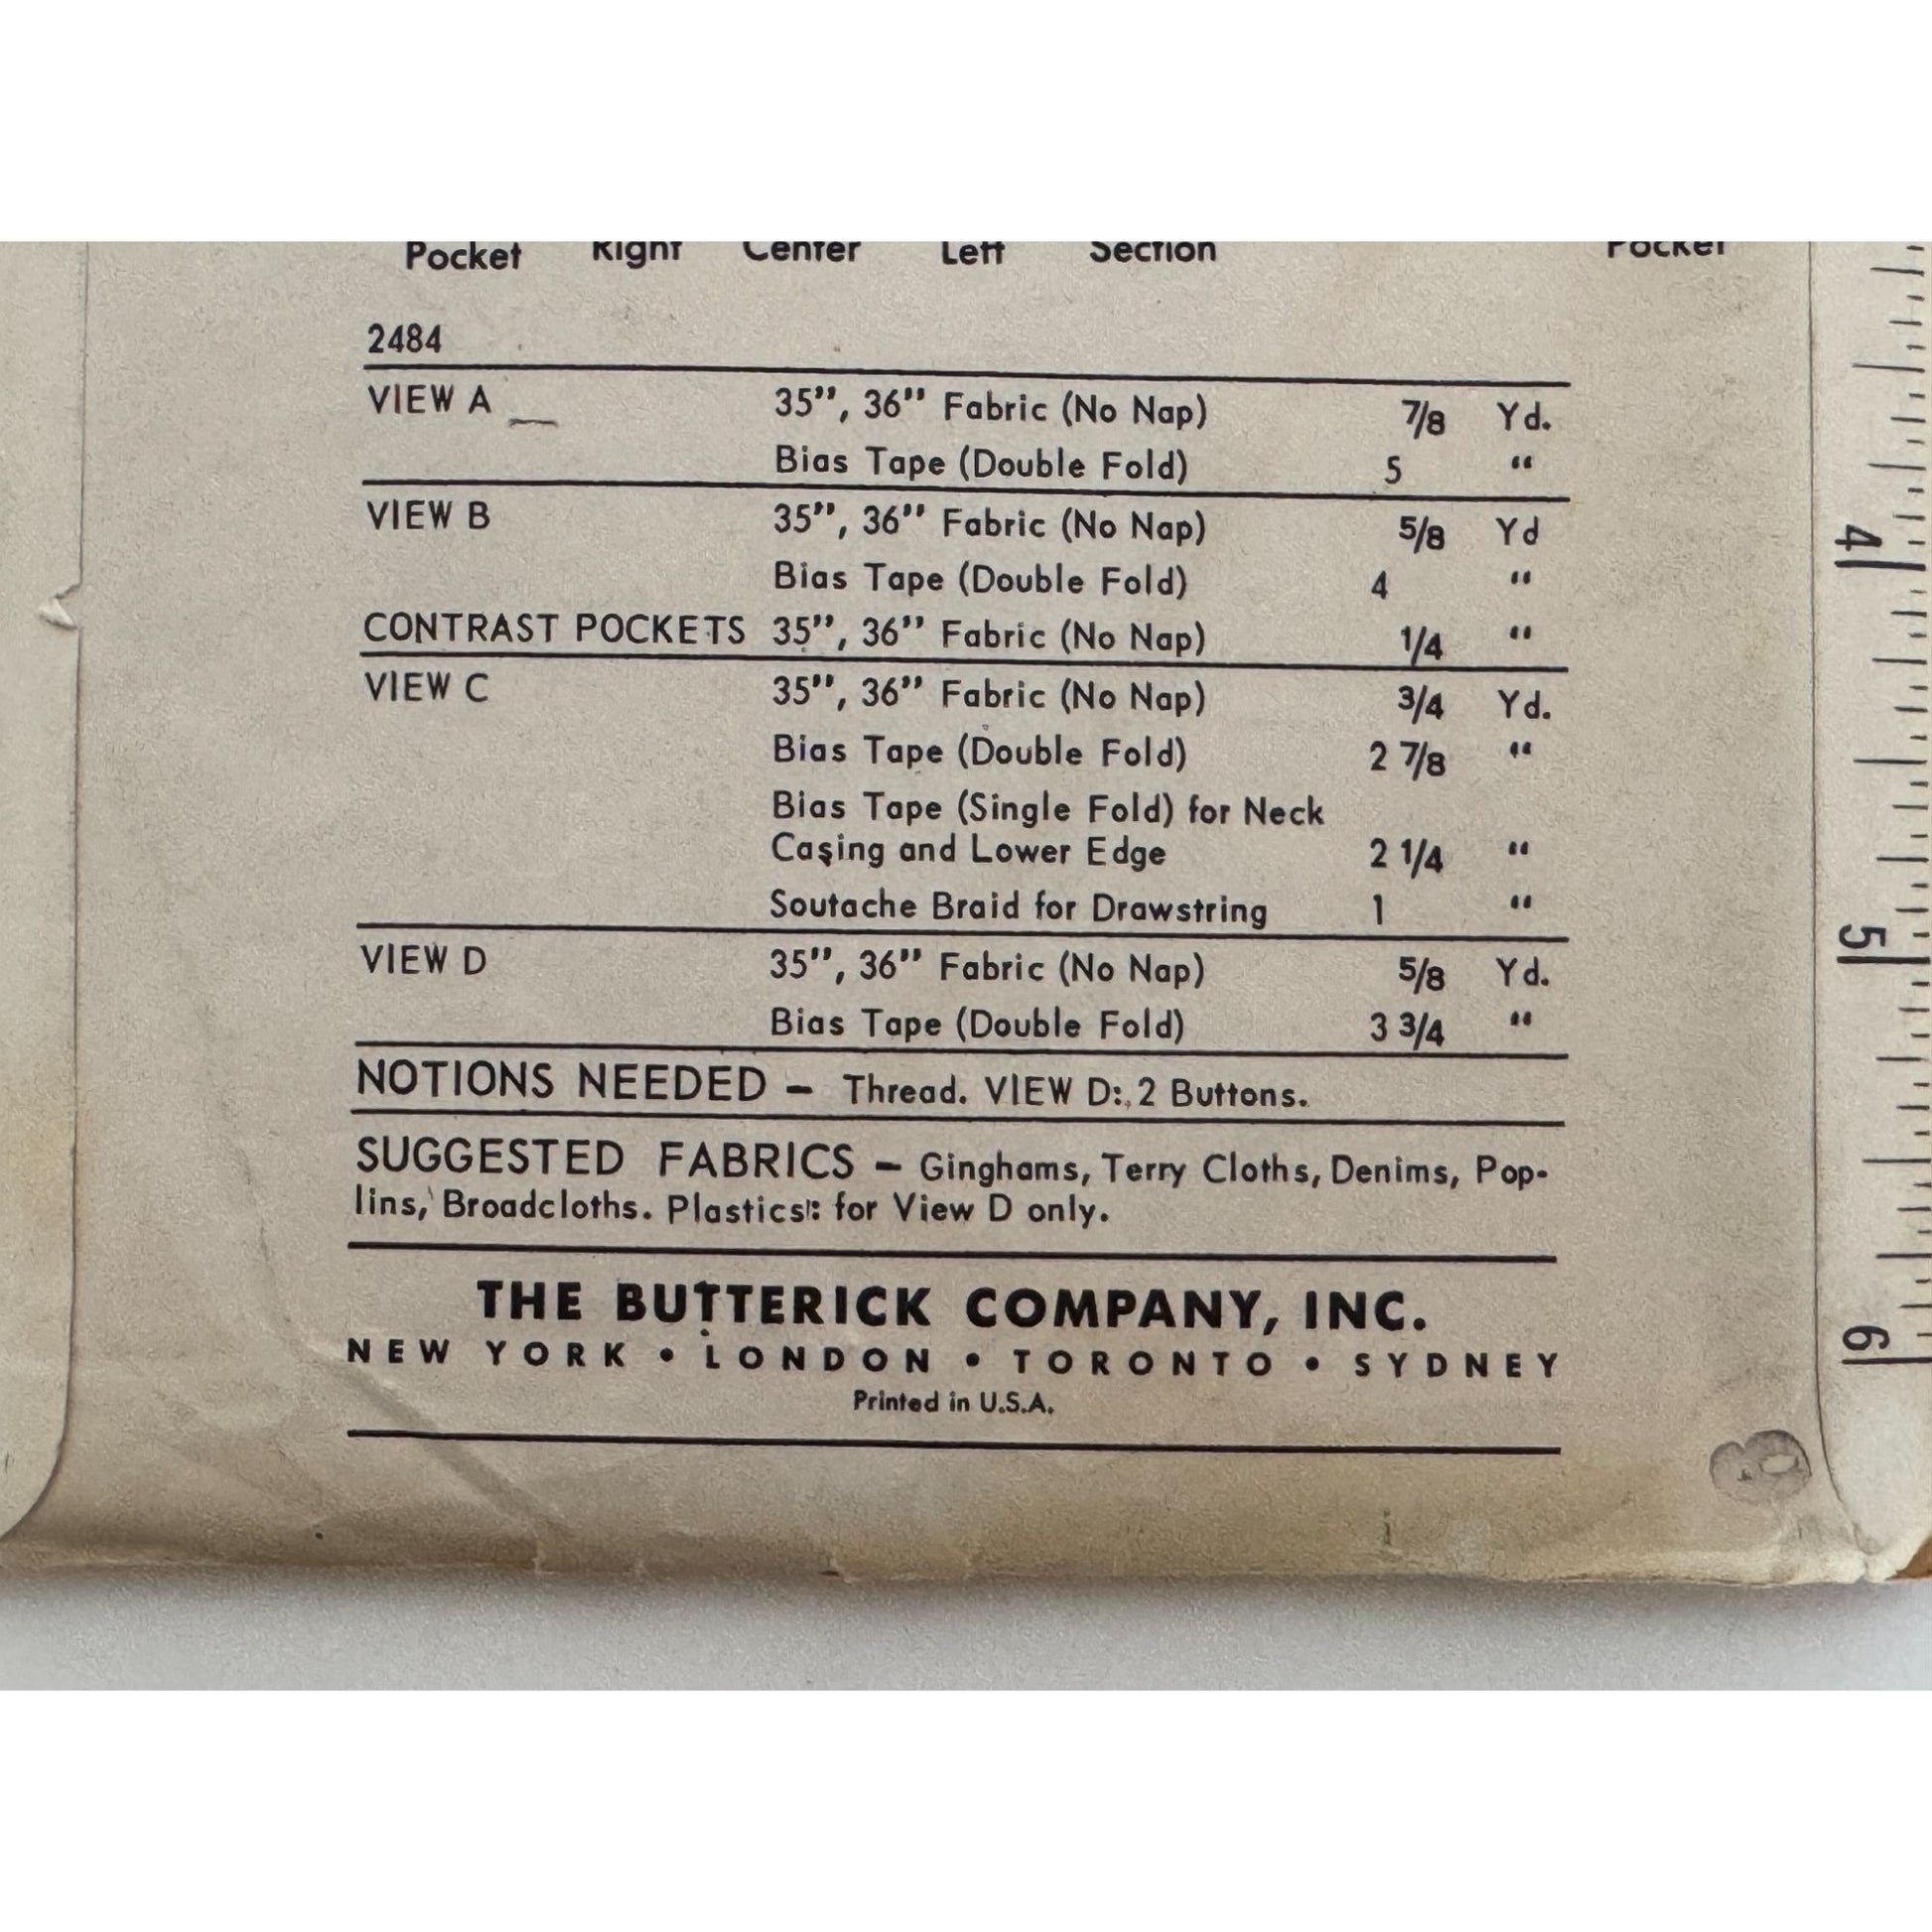 Pocket Right Center Left Section Pocket
2484
VIEW A 35", 36" Fabric (No Nap) 7/8 Yd.
Bias Tape (Double Fold) 5 "
VIEW B 35", 36" Fabric (No Nap) 5/8 Yd
Bias Tape (Double Fold) 4 "
CONTRAST POCKETS 35", 36" Fabric (No Nap) 1/4 "
VIEW C 35", 36" Fabric (No Nap) 3/4 Yd.
Bias Tape (Double Fold) 2 7/8 "
Bias Tape (Single Fold) for Neck
Casing and Lower Edge 2 1/4 "
Soutache Braid for Drawstring 1 "
VIEW D 35", 36" Fabric (No Nap) 5/8 Yd.
Bias Tape (Double Fold) 3 3/4 "
NOTIONS NEEDED – Thread. VIEW D: 2 Buttons.
SUGGESTED FABRICS – Ginghams, Terry Cloths, Denims, Pop-
lins, Broadcloths. Plastics: for View D only.
THE BUTTERICK COMPANY, INC.
NEW YORK • LONDON • TORONTO • SYDNEY
Printed in U.S.A.
4
5
6